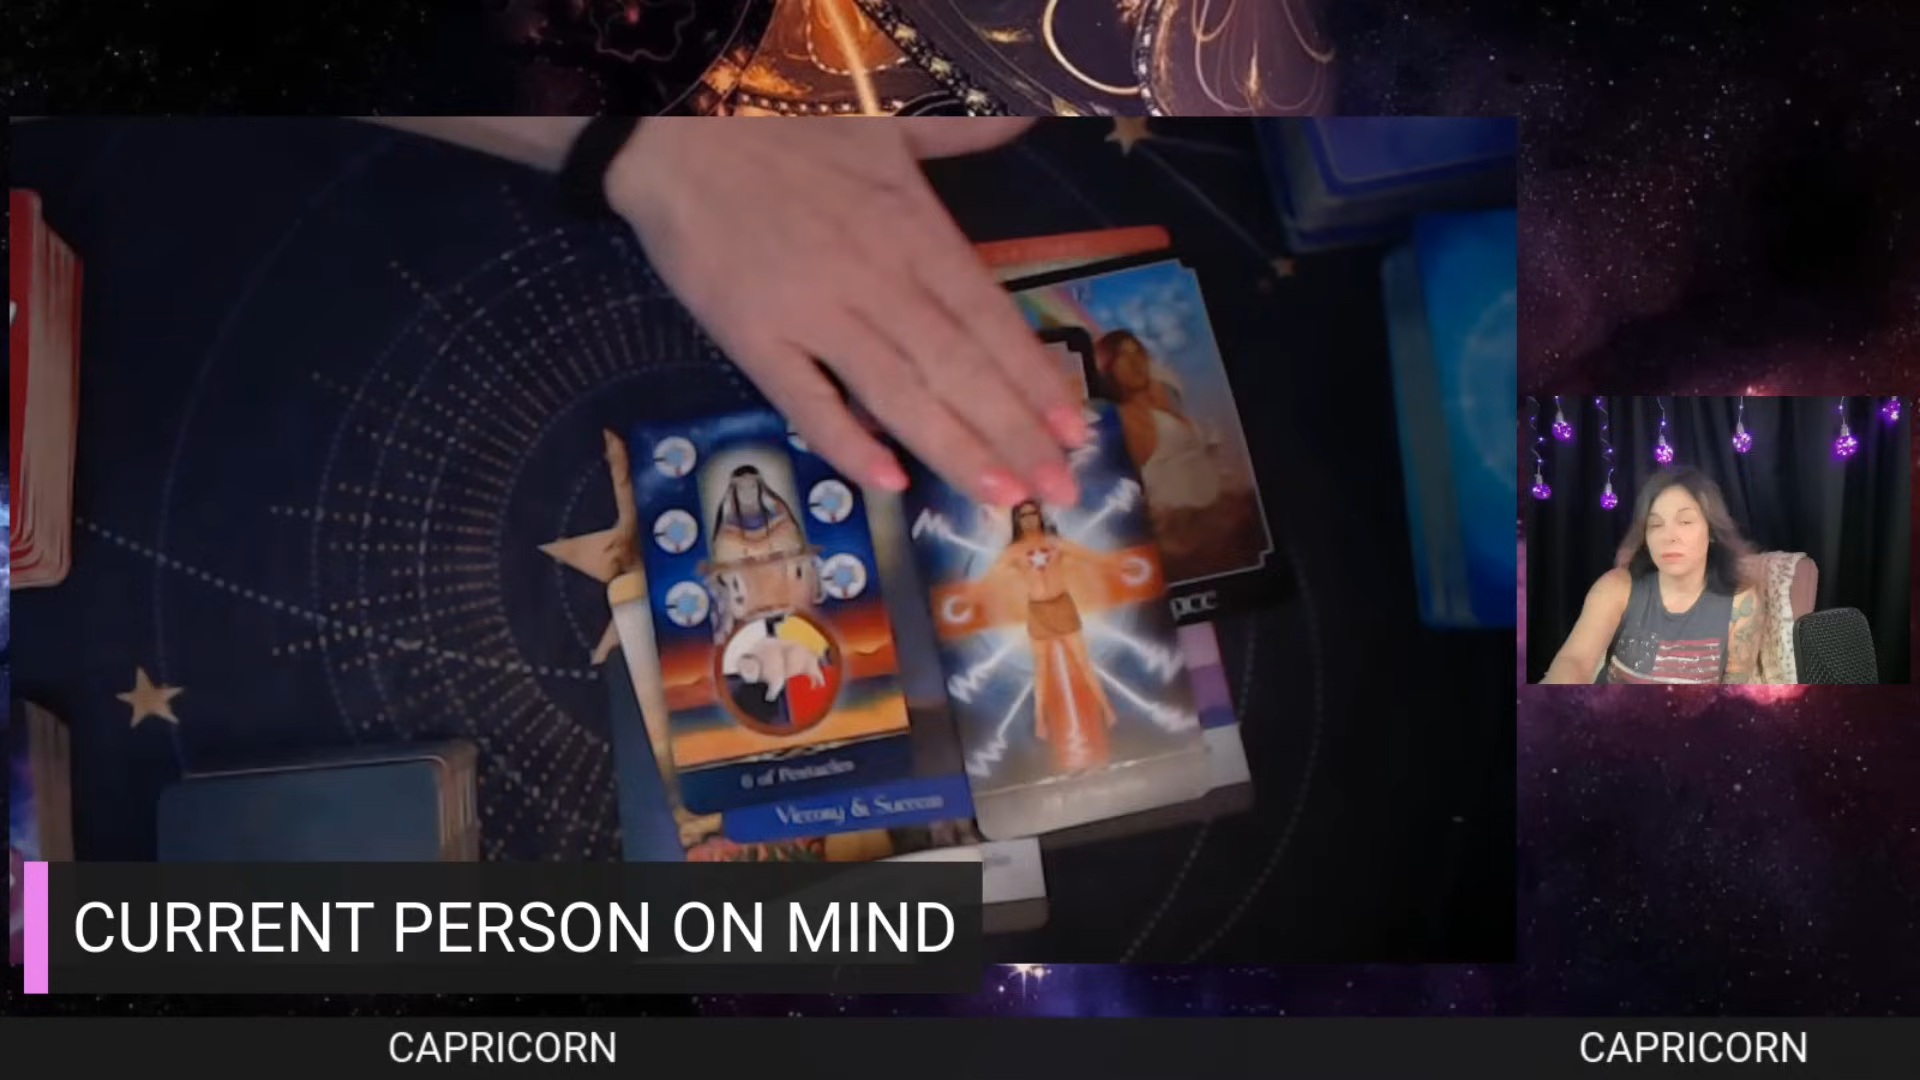 6 of Pentacles
Victory & Success
CURRENT PERSON ON MIND
CAPRICORN
CAPRICORN